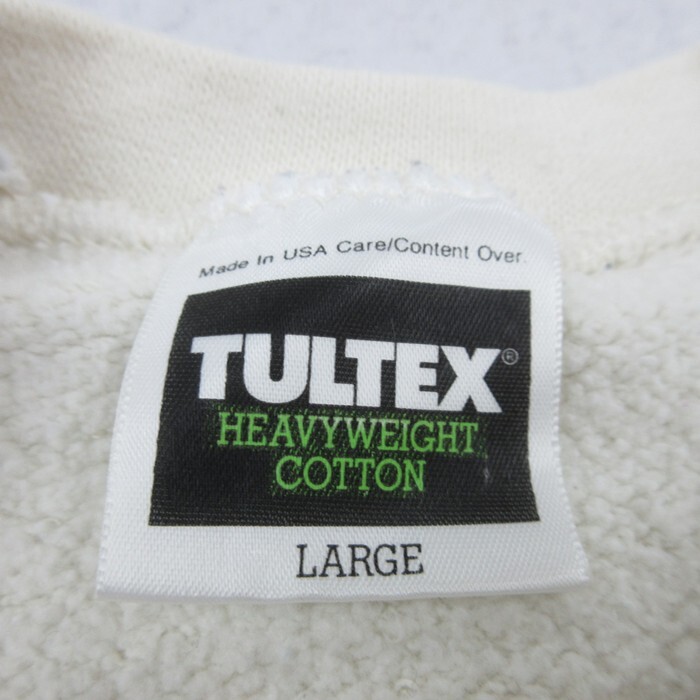 Made In USA Care/Content Over.
TULTEX®
HEAVYWEIGHT
COTTON
LARGE